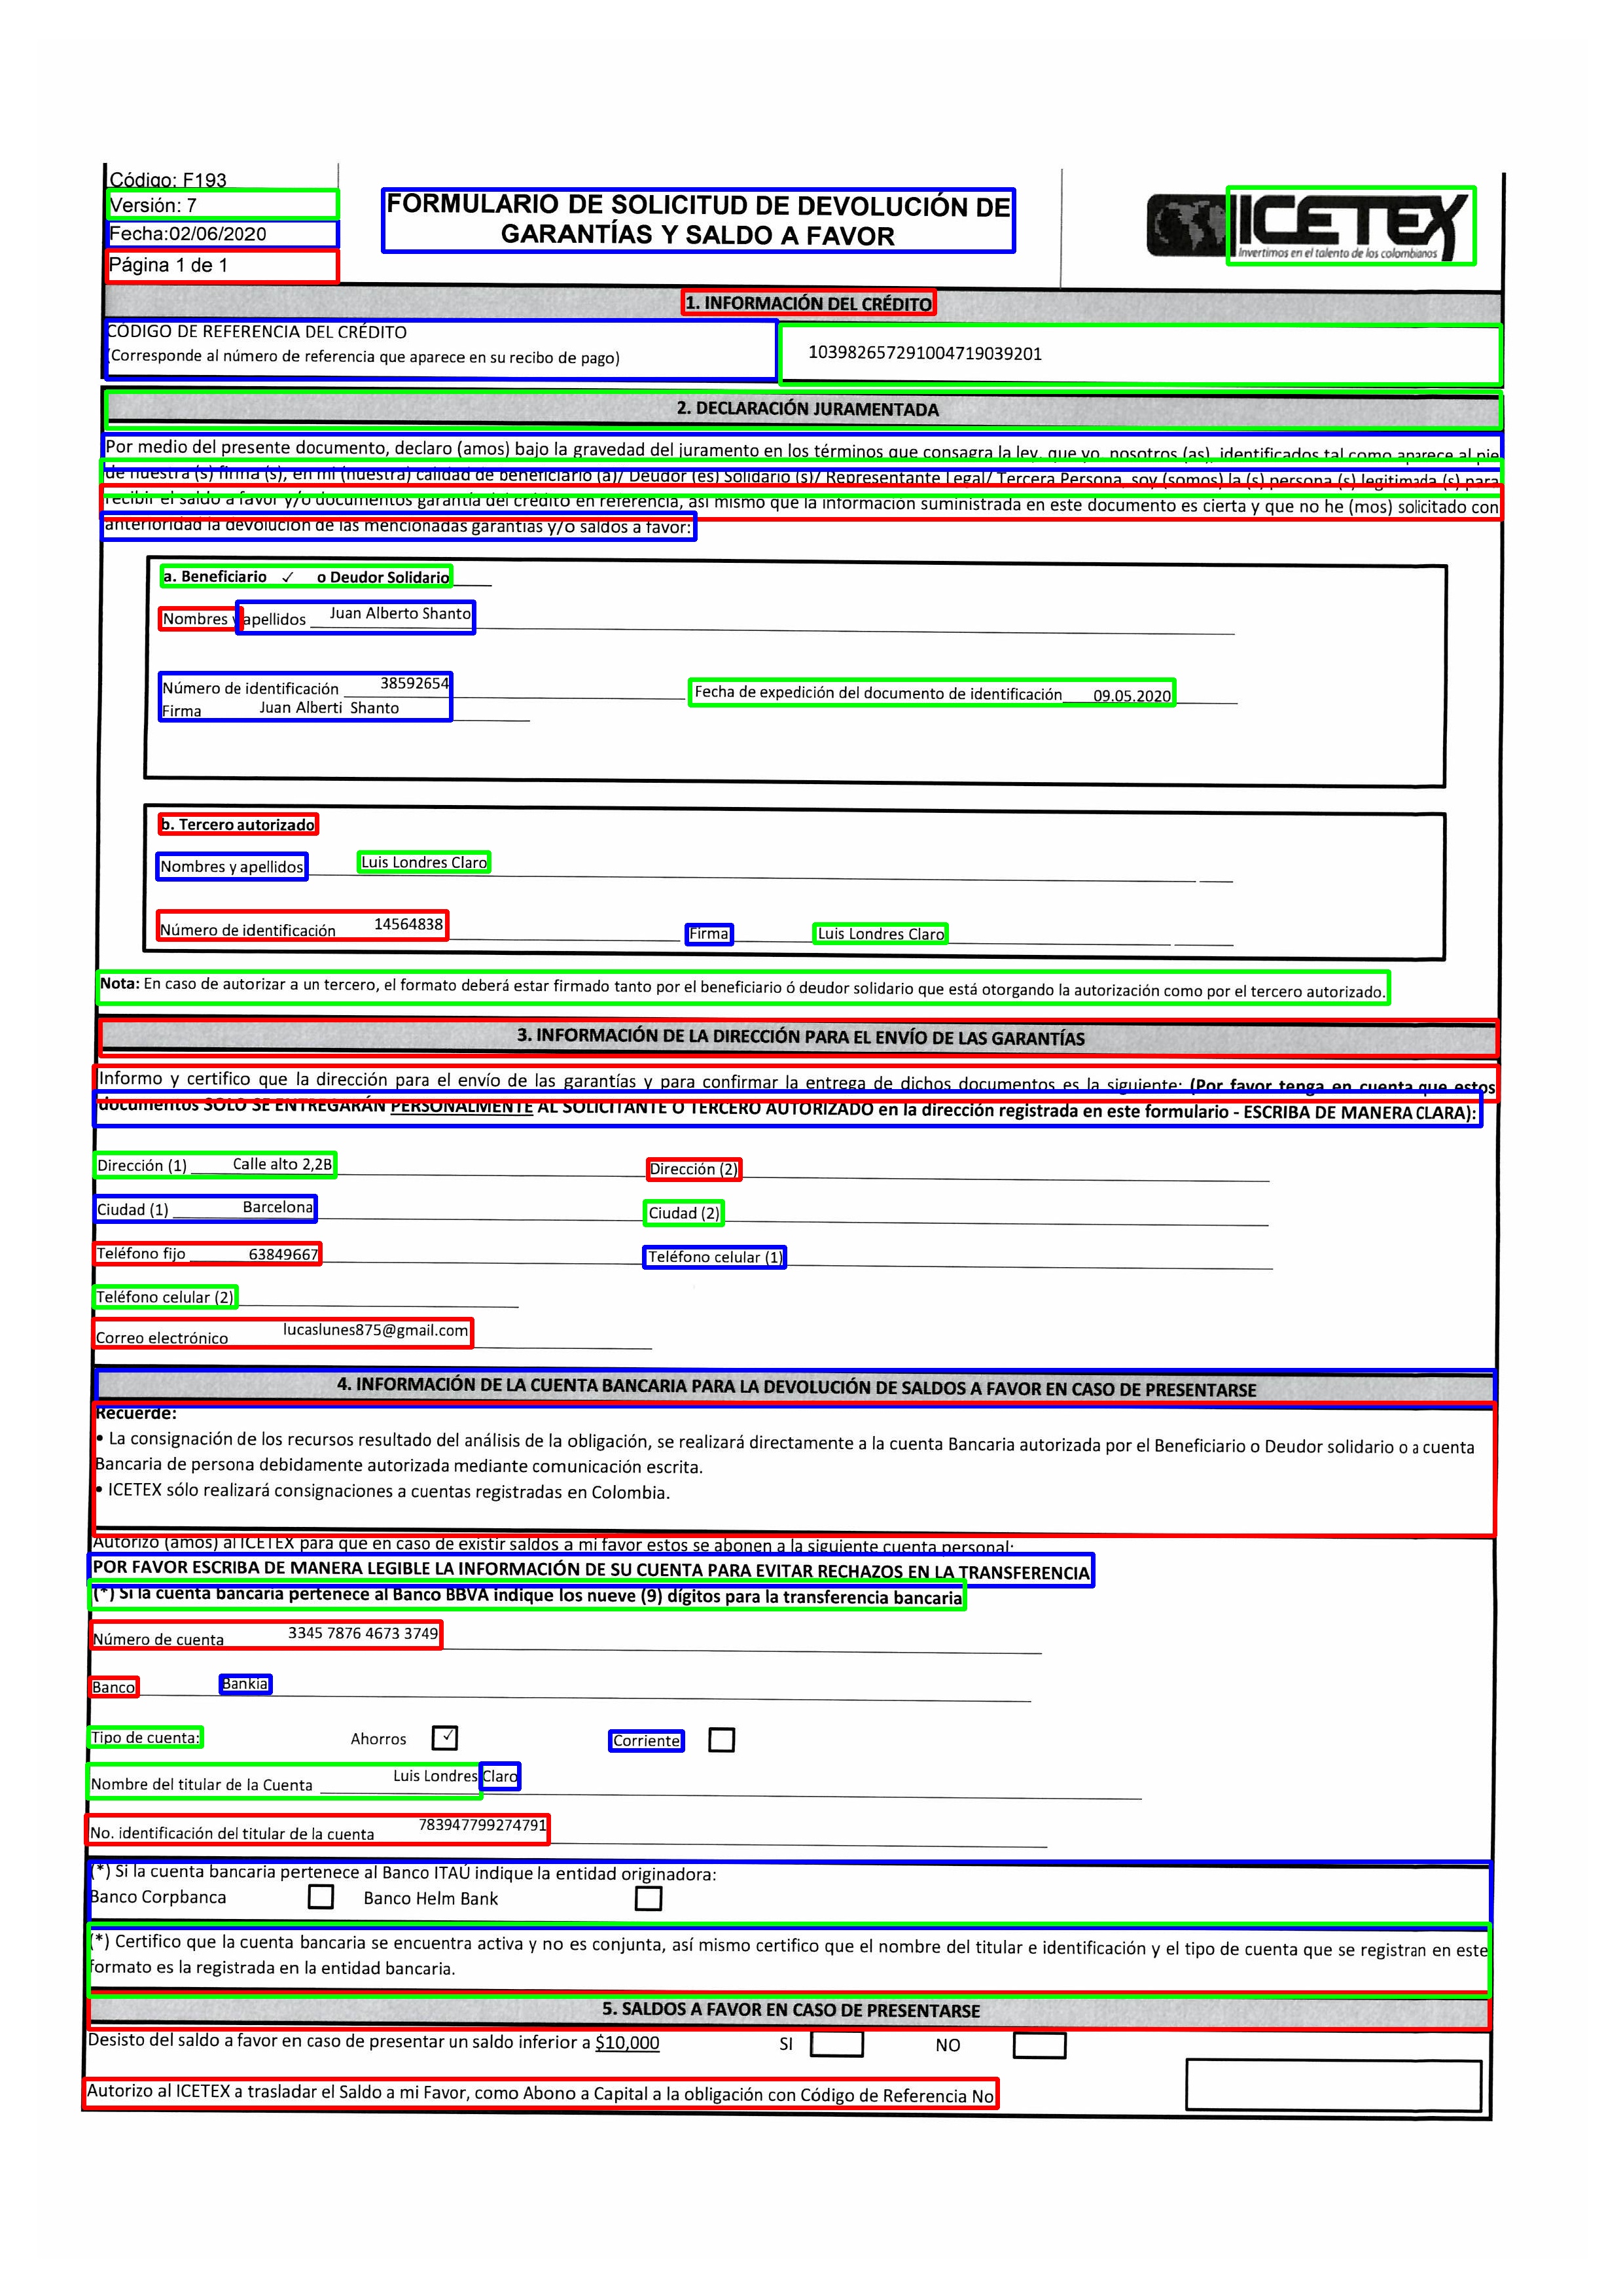 Código: F193
Versión: 7
Fecha:02/06/2020
Página 1 de 1
FORMULARIO DE SOLICITUD DE DEVOLUCIÓN DE
GARANTÍAS Y SALDO A FAVOR
ICETEX
Invertimos en el talento de los colombianos
1. INFORMACIÓN DEL CRÉDITO
CÓDIGO DE REFERENCIA DEL CRÉDITO
(Corresponde al número de referencia que aparece en su recibo de pago)
103982657291004719039201
2. DECLARACIÓN JURAMENTADA
Por medio del presente documento, declaro (amos) bajo la gravedad del juramento en los términos que consagra la ley, que yo, nosotros (as), identificados tal como aparece al pie
de nuestra (s) firma (s), en mi (nuestra) calidad de beneficiario (a)/ Deudor (es) Solidario (s)/ Representante Legal/ Tercera Persona, soy (somos) la (s) persona (s) legitimada (s) para
recibir el saldo a favor y/o documentos garantía del crédito en referencia, así mismo que la información suministrada en este documento es cierta y que no he (mos) solicitado con
anterioridad la devolución de las mencionadas garantías y/o saldos a favor:
a. Beneficiario ✓ o Deudor Solidario
Nombres y apellidos Juan Alberto Shanto
Número de identificación 38592654 Fecha de expedición del documento de identificación 09.05.2020
Firma Juan Alberti Shanto
b. Tercero autorizado
Nombres y apellidos Luis Londres Claro
Número de identificación 14564838 Firma Luis Londres Claro
Nota: En caso de autorizar a un tercero, el formato deberá estar firmado tanto por el beneficiario ó deudor solidario que está otorgando la autorización como por el tercero autorizado.
3. INFORMACIÓN DE LA DIRECCIÓN PARA EL ENVÍO DE LAS GARANTÍAS
Informo y certifico que la dirección para el envío de las garantías y para confirmar la entrega de dichos documentos es la siguiente: (Por favor tenga en cuenta que estos
documentos SOLO SE ENTREGARÁN PERSONALMENTE AL SOLICITANTE O TERCERO AUTORIZADO en la dirección registrada en este formulario - ESCRIBA DE MANERA CLARA):
Dirección (1) Calle alto 2,2B Dirección (2)
Ciudad (1) Barcelona Ciudad (2)
Teléfono fijo 63849667 Teléfono celular (1)
Teléfono celular (2)
Correo electrónico lucaslunes875@gmail.com
4. INFORMACIÓN DE LA CUENTA BANCARIA PARA LA DEVOLUCIÓN DE SALDOS A FAVOR EN CASO DE PRESENTARSE
Recuerde:
• La consignación de los recursos resultado del análisis de la obligación, se realizará directamente a la cuenta Bancaria autorizada por el Beneficiario o Deudor solidario o a cuenta
Bancaria de persona debidamente autorizada mediante comunicación escrita.
• ICETEX sólo realizará consignaciones a cuentas registradas en Colombia.
Autorizo (amos) al ICETEX para que en caso de existir saldos a mi favor estos se abonen a la siguiente cuenta personal:
POR FAVOR ESCRIBA DE MANERA LEGIBLE LA INFORMACIÓN DE SU CUENTA PARA EVITAR RECHAZOS EN LA TRANSFERENCIA
(*) Si la cuenta bancaria pertenece al Banco BBVA indique los nueve (9) dígitos para la transferencia bancaria
Número de cuenta 3345 7876 4673 3749
Banco Bankia
Tipo de cuenta: Ahorros ✓ Corriente
Nombre del titular de la Cuenta Luis Londres Claro
No. identificación del titular de la cuenta 783947799274791
(*) Si la cuenta bancaria pertenece al Banco ITAÚ indique la entidad originadora:
Banco Corpbanca Banco Helm Bank
(*) Certifico que la cuenta bancaria se encuentra activa y no es conjunta, así mismo certifico que el nombre del titular e identificación y el tipo de cuenta que se registran en este
formato es la registrada en la entidad bancaria.
5. SALDOS A FAVOR EN CASO DE PRESENTARSE
Desisto del saldo a favor en caso de presentar un saldo inferior a $10,000 SI NO
Autorizo al ICETEX a trasladar el Saldo a mi Favor, como Abono a Capital a la obligación con Código de Referencia No